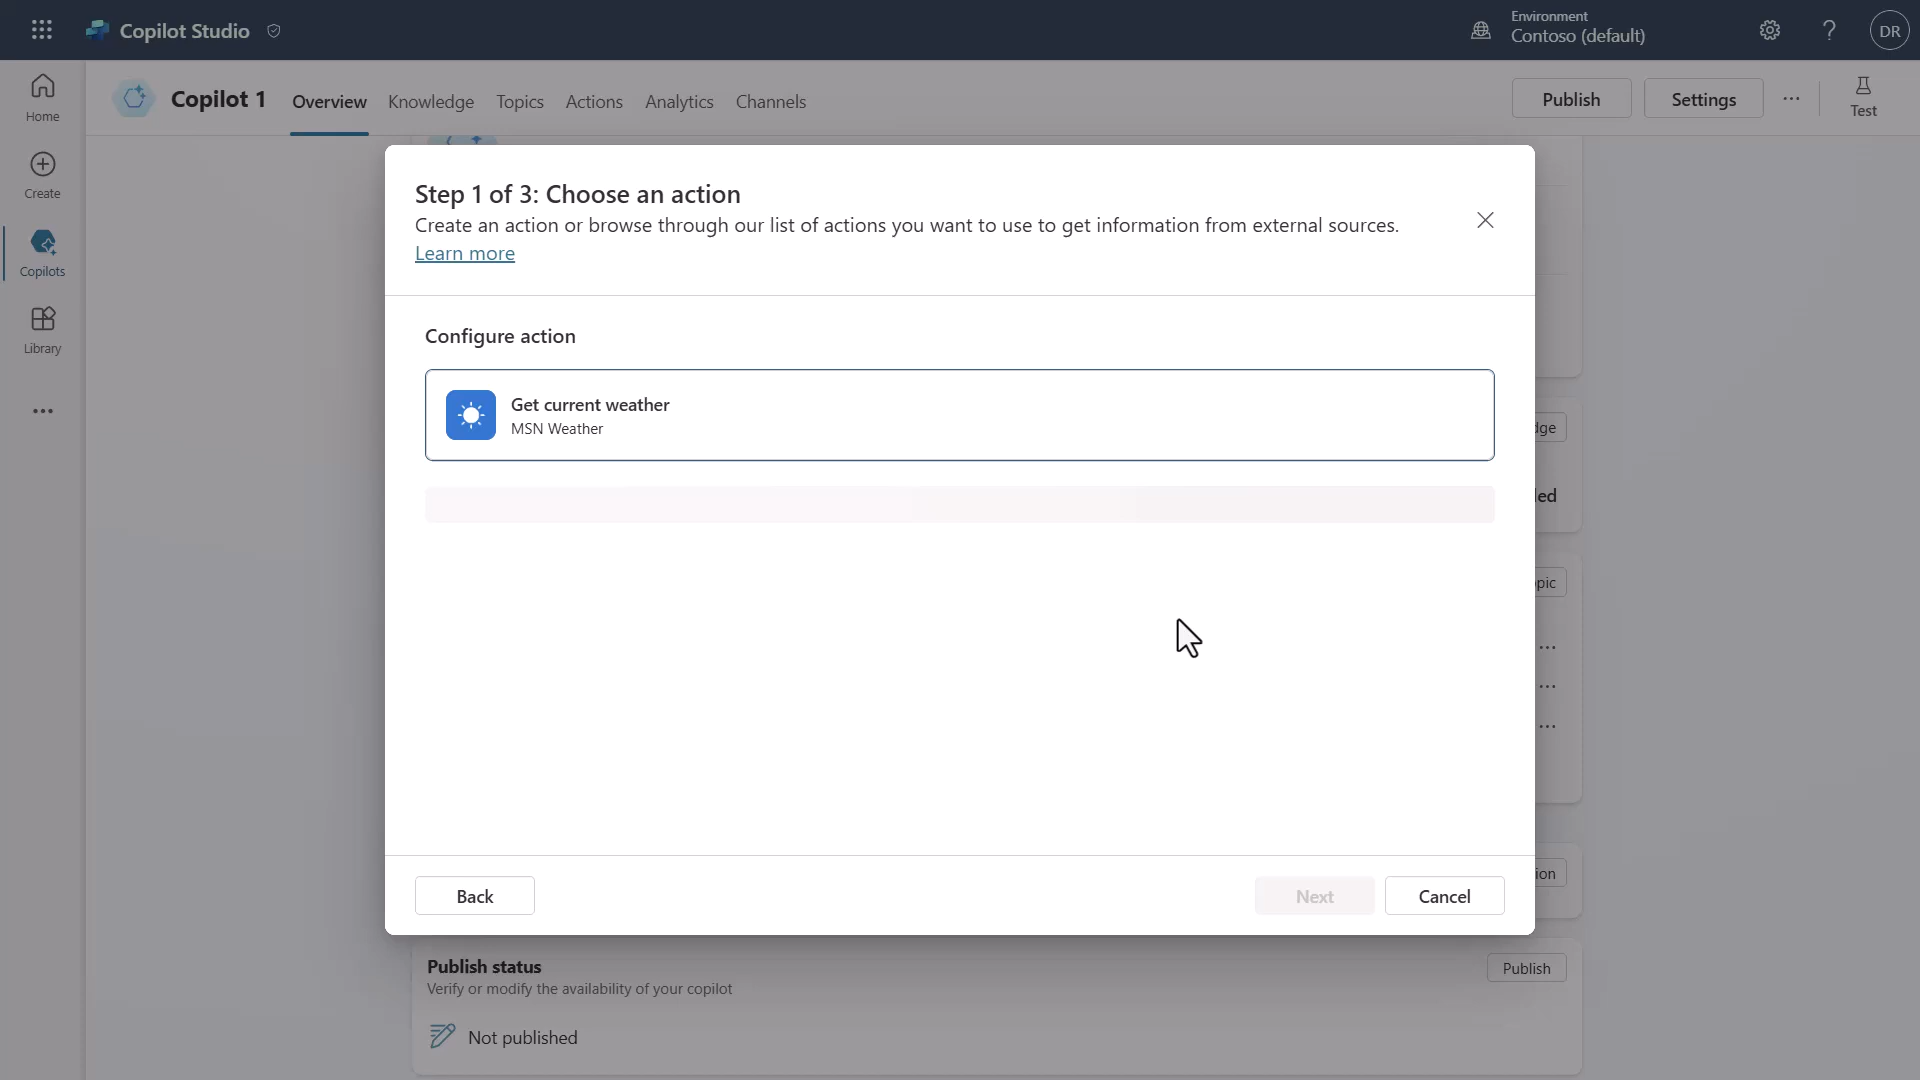 Copilot Studio
Environment
Contoso (default)
DR
Home
Create
Copilots
Library
Copilot 1
Overview
Knowledge
Topics
Actions
Analytics
Channels
Publish
Settings
Test
Step 1 of 3: Choose an action
Create an action or browse through our list of actions you want to use to get information from external sources.
Learn more
Configure action
Get current weather
MSN Weather
Back
Next
Cancel
Publish status
Verify or modify the availability of your copilot
Publish
Not published